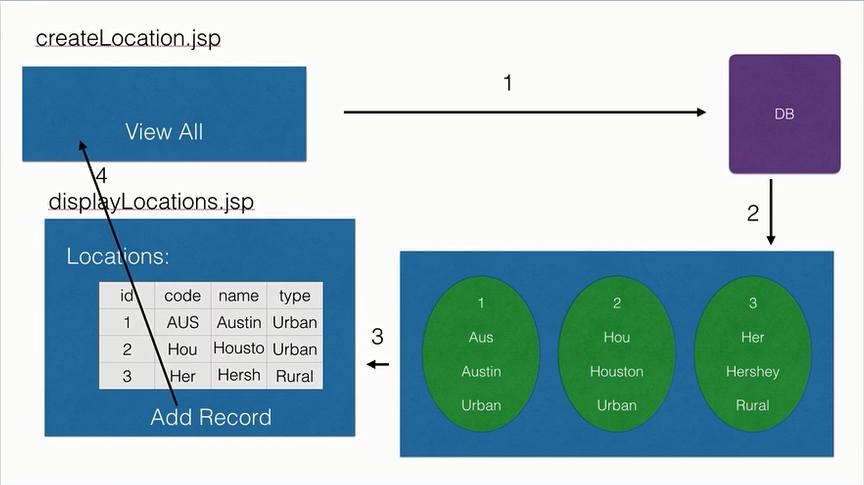 createLocation.jsp
View All
1
DB
4
2
displayLocations.jsp
Locations:
id code name type
1 AUS Austin Urban
2 Hou Housto Urban
3 Her Hersh Rural
Add Record
3
1
Aus
Austin
Urban
2
Hou
Houston
Urban
3
Her
Hershey
Rural